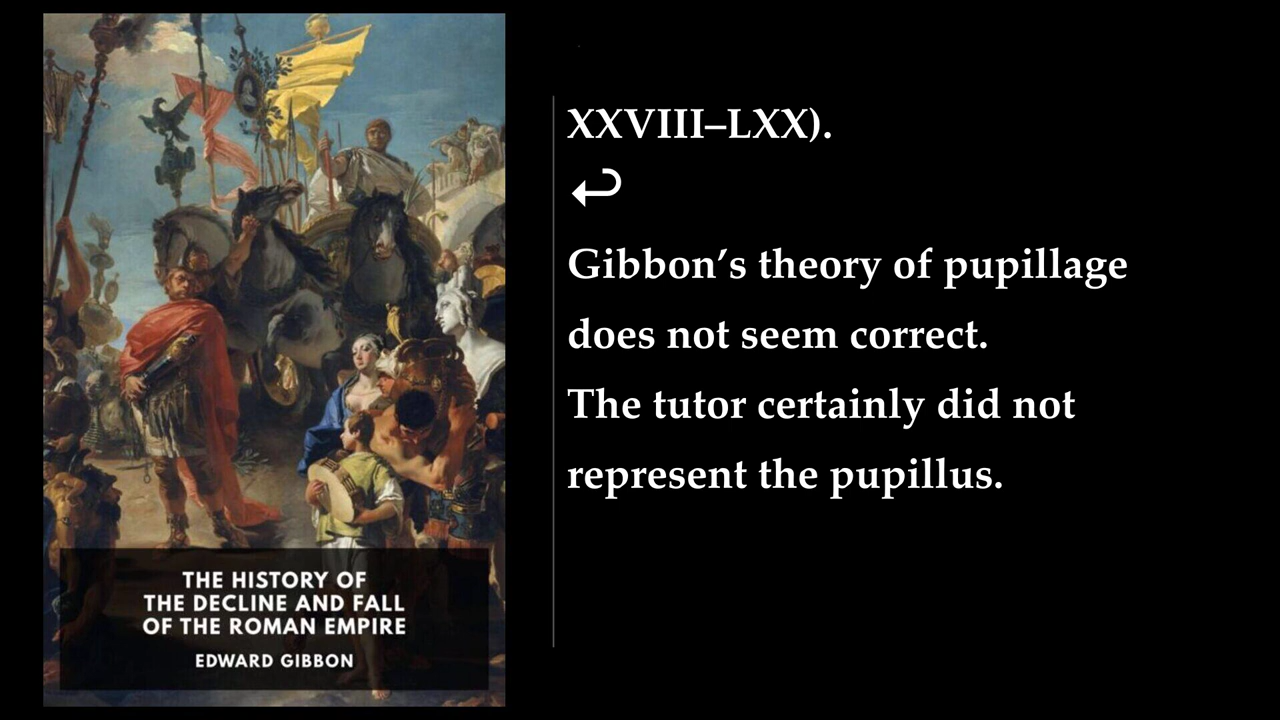 THE HISTORY OF
THE DECLINE AND FALL
OF THE ROMAN EMPIRE
EDWARD GIBBON
XXVIII–LXX).
↩
Gibbon’s theory of pupillage
does not seem correct.
The tutor certainly did not
represent the pupillus.